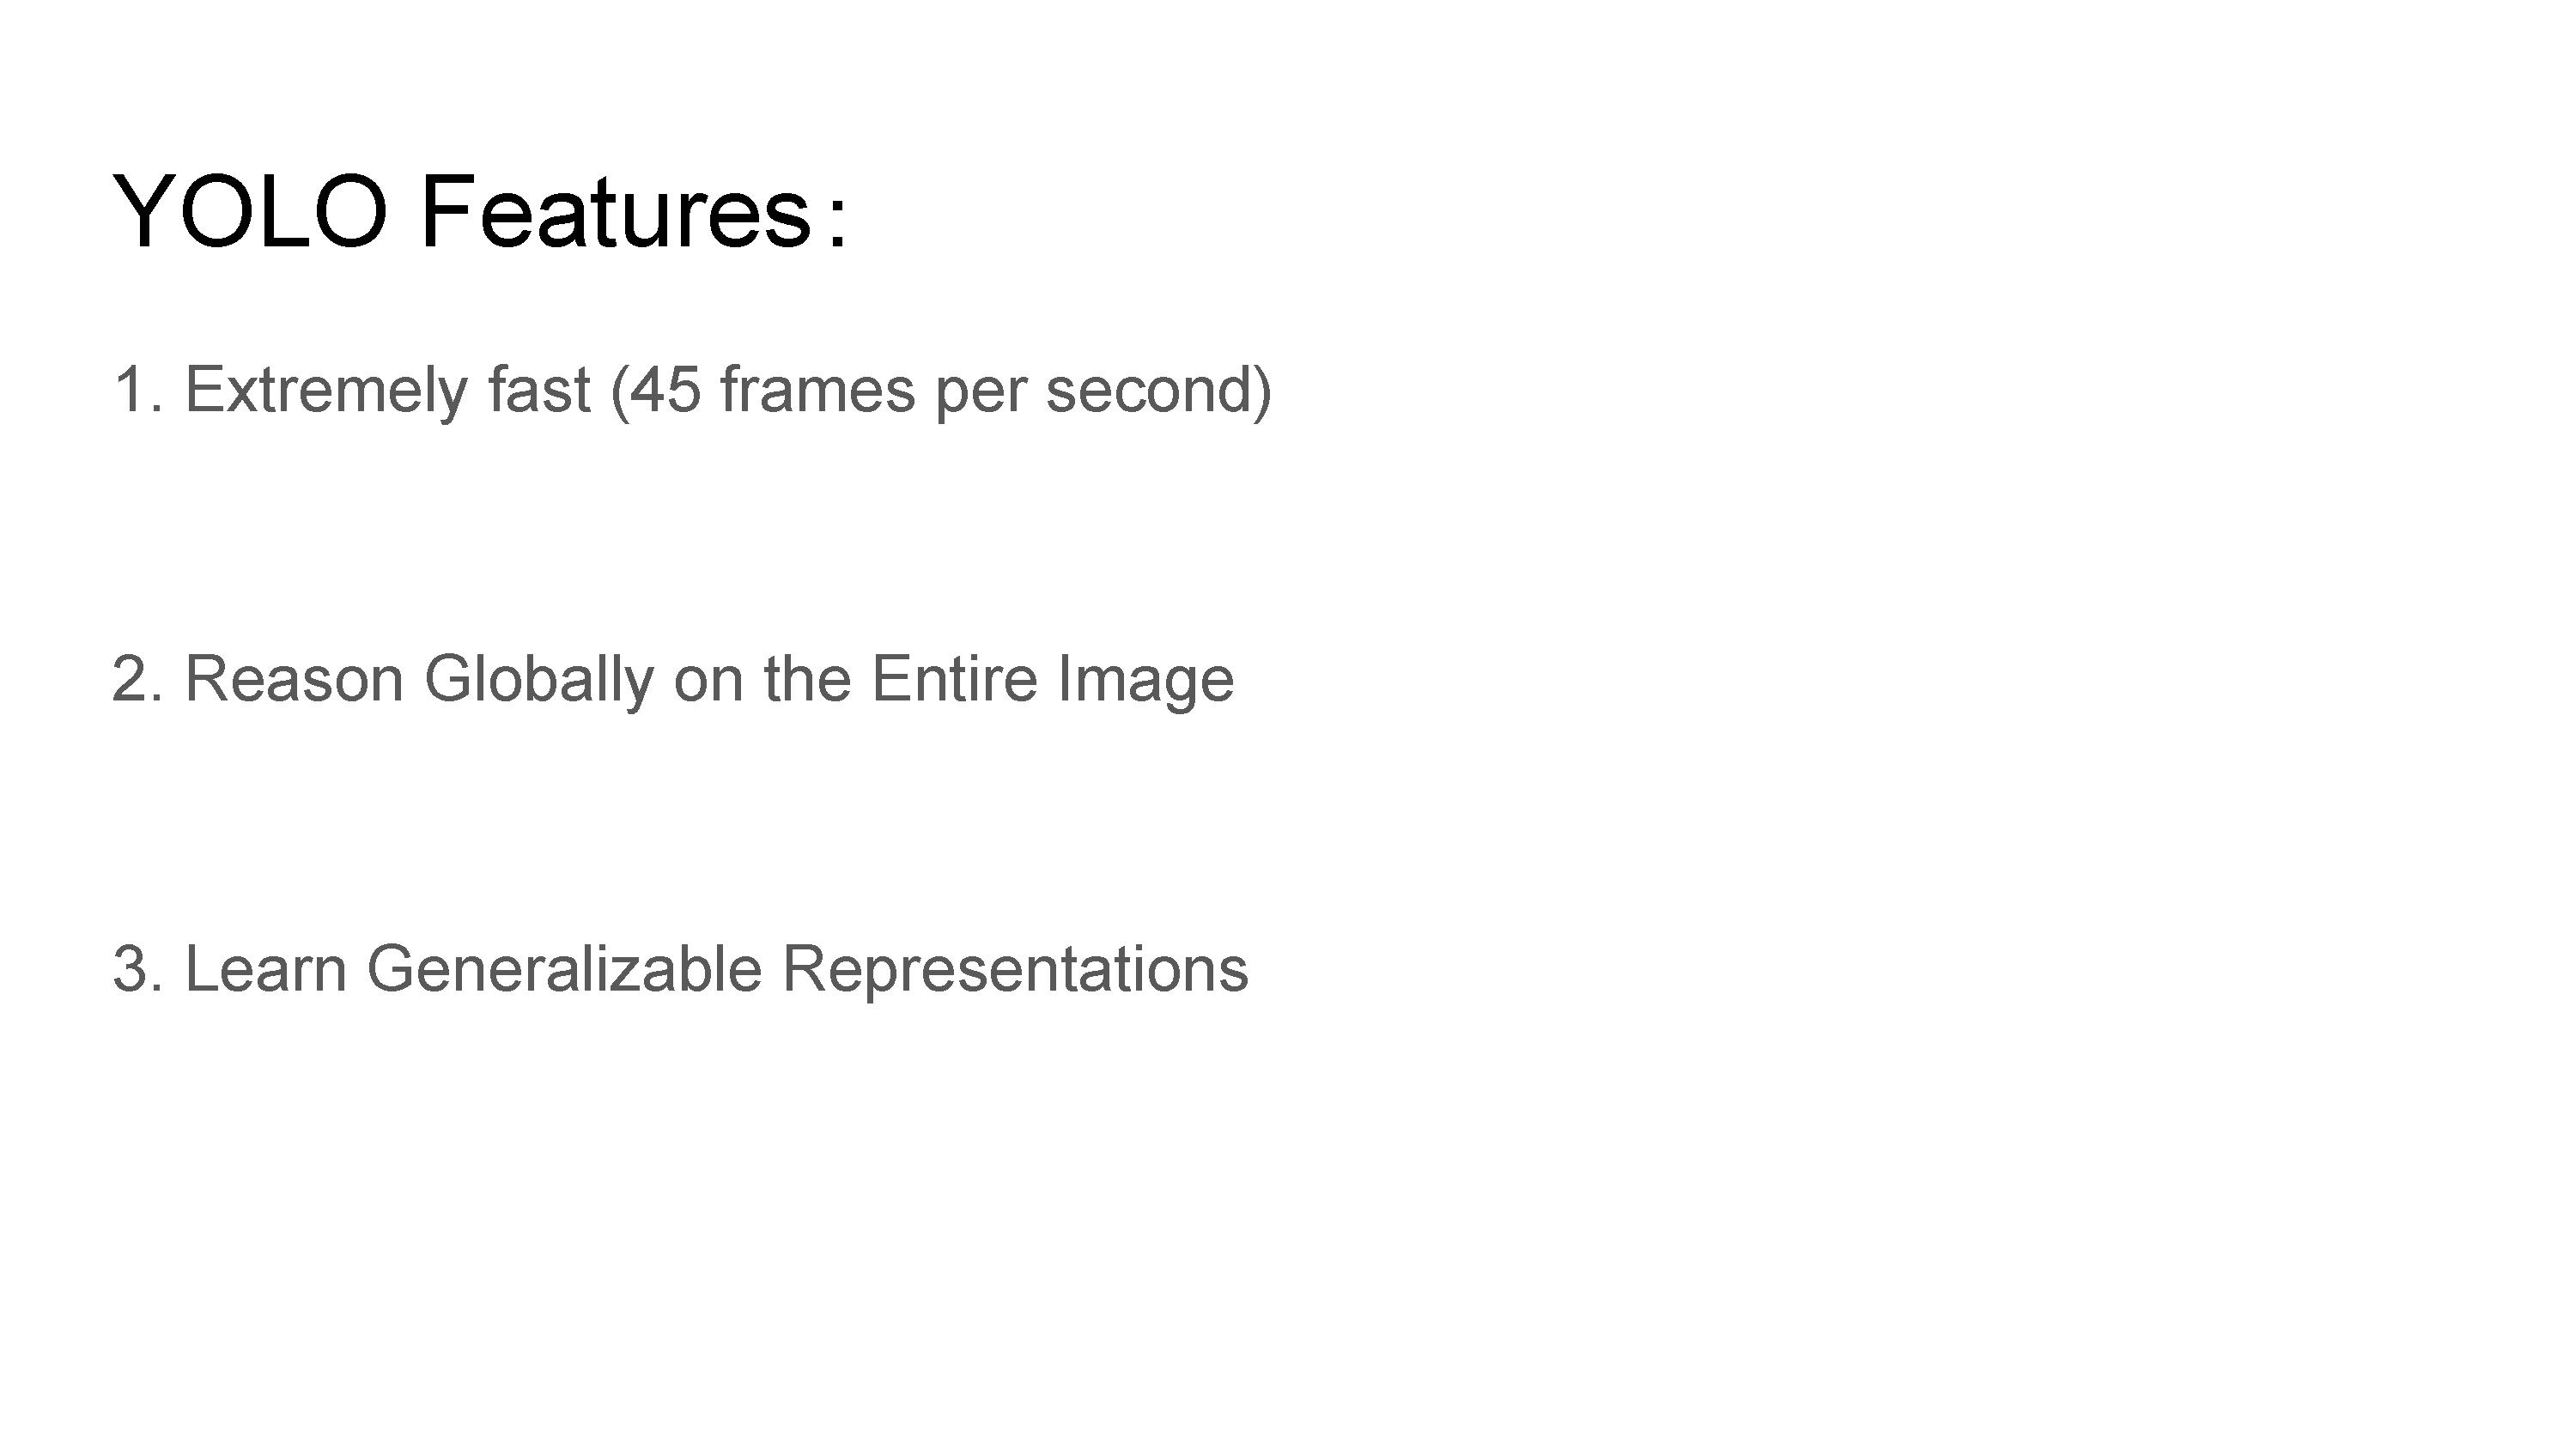 YOLO Features:
1. Extremely fast (45 frames per second)
2. Reason Globally on the Entire Image
3. Learn Generalizable Representations